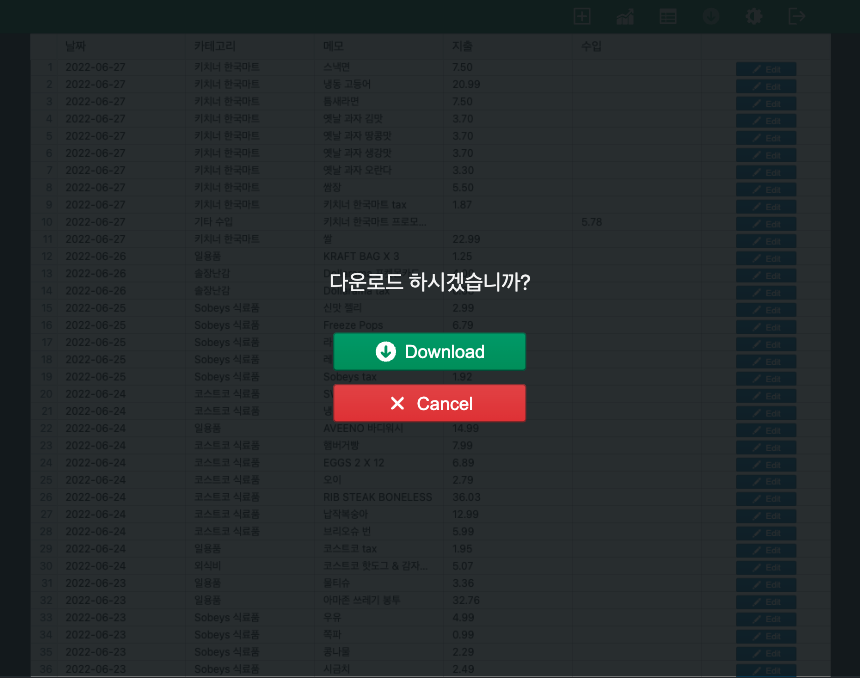 날짜 카테고리 메모 지출 수입
1 2022-06-27 키치너 한국마트 스낵면 7.50 Edit
2 2022-06-27 키치너 한국마트 냉동 고등어 20.99 Edit
3 2022-06-27 키치너 한국마트 틈새라면 7.50 Edit
4 2022-06-27 키치너 한국마트 옛날 과자 김맛 3.70 Edit
5 2022-06-27 키치너 한국마트 옛날 과자 땅콩맛 3.70 Edit
6 2022-06-27 키치너 한국마트 옛날 과자 생강맛 3.70 Edit
7 2022-06-27 키치너 한국마트 옛날 과자 오란다 3.30 Edit
8 2022-06-27 키치너 한국마트 쌈장 5.50 Edit
9 2022-06-27 키치너 한국마트 키치너 한국마트 tax 1.87 Edit
10 2022-06-27 기타 수입 키치너 한국마트 프로모... 5.78 Edit
11 2022-06-27 키치너 한국마트 쌀 22.99 Edit
12 2022-06-26 일용품 KRAFT BAG X 3 1.25 Edit
13 2022-06-26 솔장난감 Edit
다운로드 하시겠습니까?
14 2022-06-26 솔장난감 Edit
15 2022-06-25 Sobeys 식료품 신맛 젤리 2.99 Edit
16 2022-06-25 Sobeys 식료품 Freeze Pops 6.79 Edit
17 2022-06-25 Sobeys 식료품 Edit
Download
18 2022-06-25 Sobeys 식료품 Edit
19 2022-06-25 Sobeys 식료품 Sobeys tax 1.92 Edit
20 2022-06-24 코스트코 식료품 Edit
Cancel
21 2022-06-24 코스트코 식료품 Edit
22 2022-06-24 일용품 AVEENO 바디워시 14.99 Edit
23 2022-06-24 코스트코 식료품 햄버거빵 7.99 Edit
24 2022-06-24 코스트코 식료품 EGGS 2 X 12 6.89 Edit
25 2022-06-24 코스트코 식료품 오이 2.79 Edit
26 2022-06-24 코스트코 식료품 RIB STEAK BONELESS 36.03 Edit
27 2022-06-24 코스트코 식료품 납작복숭아 12.99 Edit
28 2022-06-24 코스트코 식료품 브리오슈 번 5.99 Edit
29 2022-06-24 일용품 코스트코 tax 1.95 Edit
30 2022-06-24 외식비 코스트코 핫도그 & 감자... 5.07 Edit
31 2022-06-23 일용품 물티슈 3.36 Edit
32 2022-06-23 일용품 아마존 쓰레기 봉투 32.76 Edit
33 2022-06-23 Sobeys 식료품 우유 4.99 Edit
34 2022-06-23 Sobeys 식료품 쪽파 0.99 Edit
35 2022-06-23 Sobeys 식료품 콩나물 2.29 Edit
36 2022-06-23 Sobeys 식료품 시금치 2.49 Edit